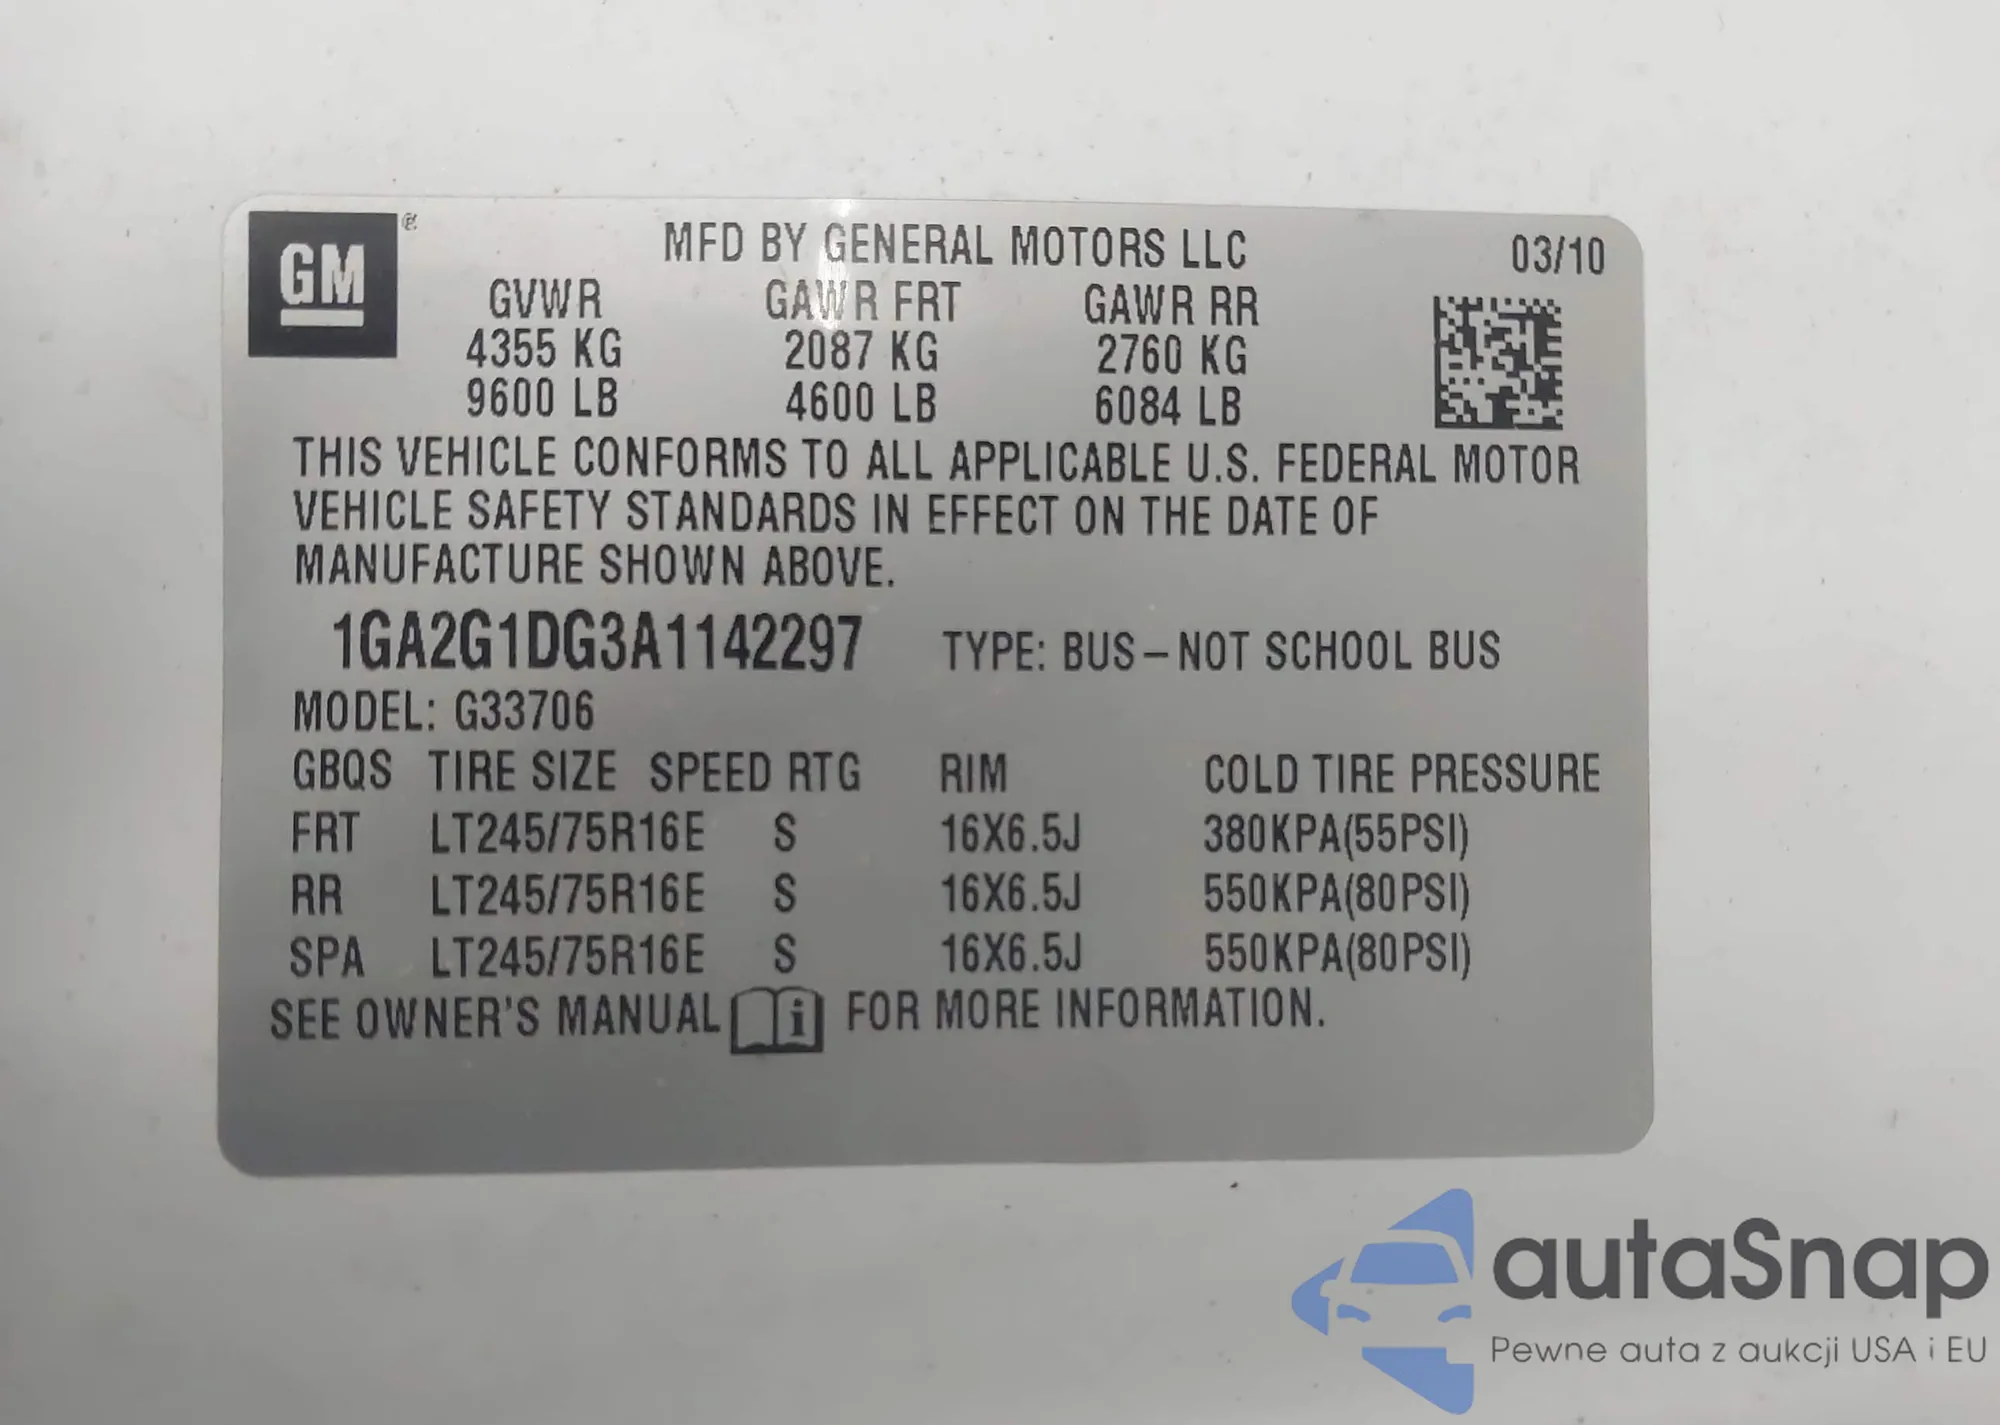 GM
MFD BY GENERAL MOTORS LLC 03/10
GVWR GAWR FRT GAWR RR
4355 KG 2087 KG 2760 KG
9600 LB 4600 LB 6084 LB
THIS VEHICLE CONFORMS TO ALL APPLICABLE U.S. FEDERAL MOTOR
VEHICLE SAFETY STANDARDS IN EFFECT ON THE DATE OF
MANUFACTURE SHOWN ABOVE.
1GA2G1DG3A1142297 TYPE: BUS – NOT SCHOOL BUS
MODEL: G33706
GBQS TIRE SIZE SPEED RTG RIM COLD TIRE PRESSURE
FRT LT245/75R16E S 16X6.5J 380KPA(55PSI)
RR LT245/75R16E S 16X6.5J 550KPA(80PSI)
SPA LT245/75R16E S 16X6.5J 550KPA(80PSI)
SEE OWNER'S MANUAL i FOR MORE INFORMATION.
autaSnap
Pewne auta z aukcji USA i EU